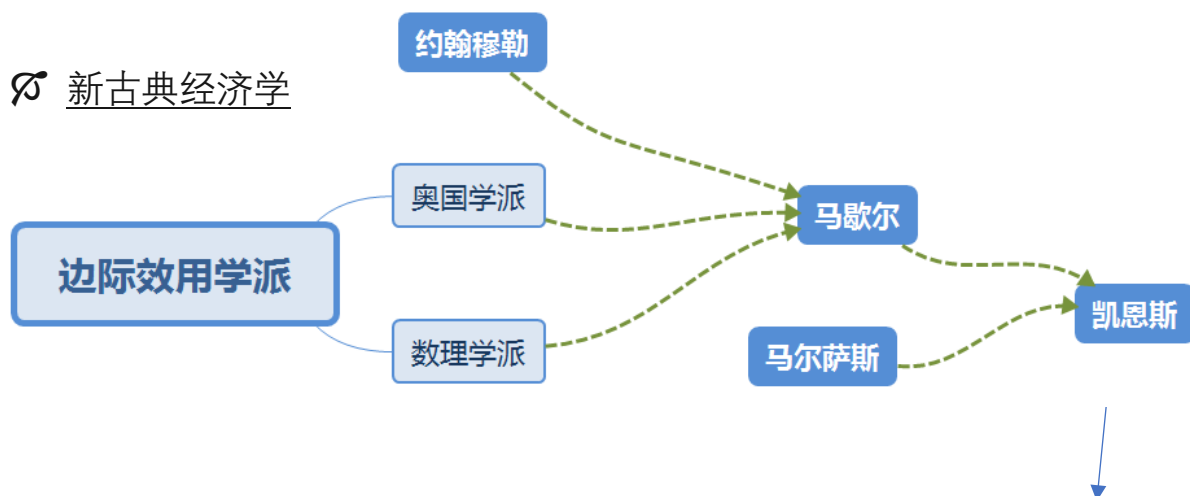 约翰穆勒
新古典经济学
奥国学派
马歇尔
边际效用学派
凯恩斯
数理学派
马尔萨斯